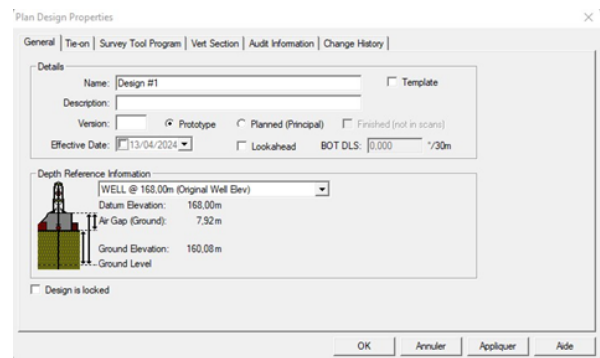 Plan Design Properties
General Tie-on Survey Tool Program Vert Section Audit Information Change History
Details
Name: Design #1 Template
Description:
Version: Prototype Planned (Principal) Finished (not in scans)
Effective Date: 13/04/2024 Lookahead BOT DLS: 0,000 °/30m
Depth Reference Information
WELL @ 168,00m (Original Well Elev)
Datum Elevation: 168,00m
Air Gap (Ground): 7,92m
Ground Elevation: 160,08m
Ground Level
Design is locked
OK Annuler Appliquer Aide